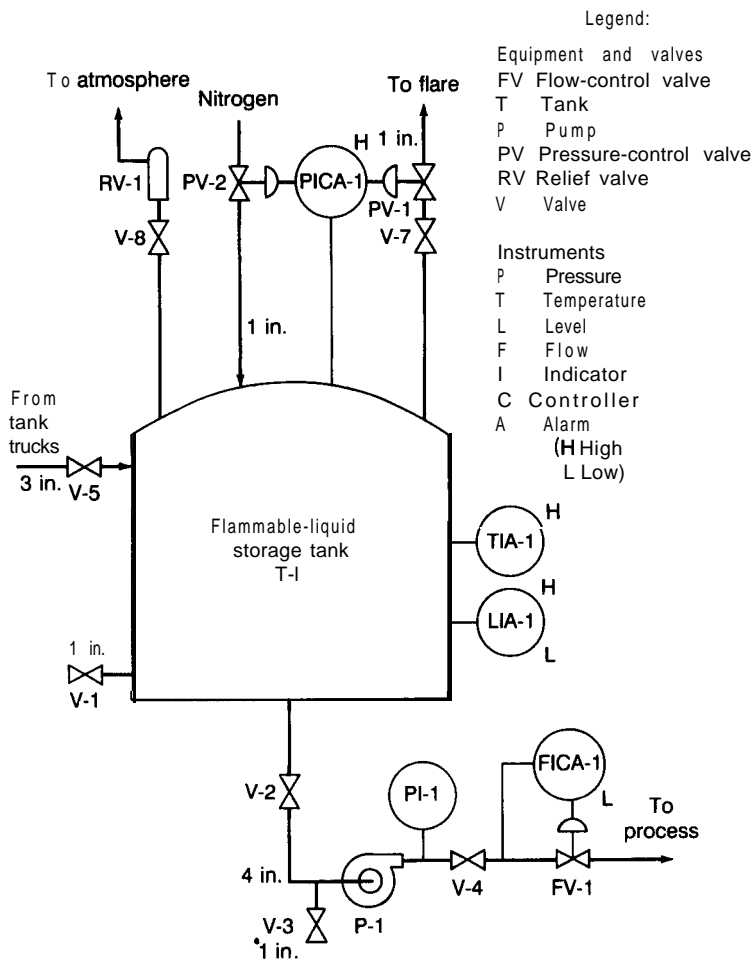 Legend:
Equipment and valves
FV Flow-control valve
T Tank
P Pump
PV Pressure-control valve
RV Relief valve
V Valve
Instruments
P Pressure
T Temperature
L Level
F Flow
I Indicator
C Controller
A Alarm
(H High
L Low)
To atmosphere
Nitrogen
To flare
H
1 in.
RV-1
PV-2
PICA-1
PV-1
V-8
V-7
1 in.
From
tank
trucks
3 in.
V-5
Flammable-liquid
storage tank
T-I
H
TIA-1
H
LIA-1
L
1 in.
V-1
V-2
PI-1
FICA-1
L
To
process
4 in.
V-4
FV-1
V-3
P-1
1 in.